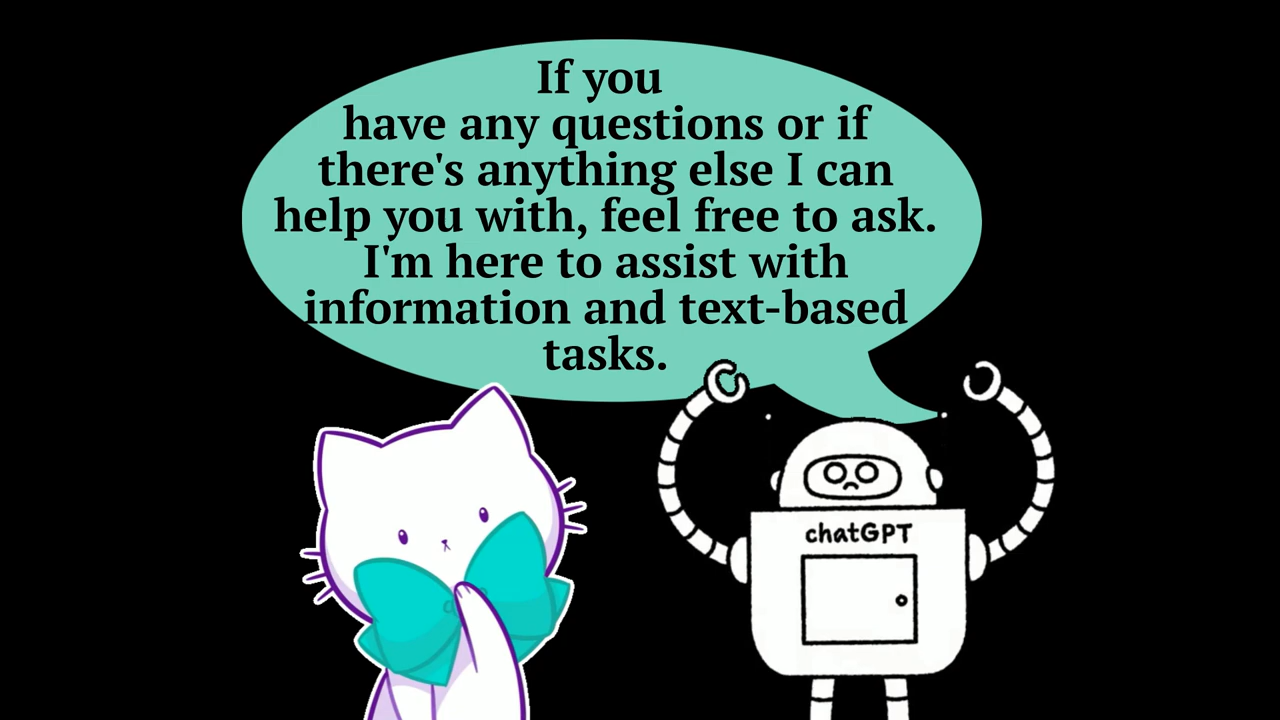 If you
have any questions or if
there's anything else I can
help you with, feel free to ask.
I'm here to assist with
information and text-based
tasks.
chatGPT